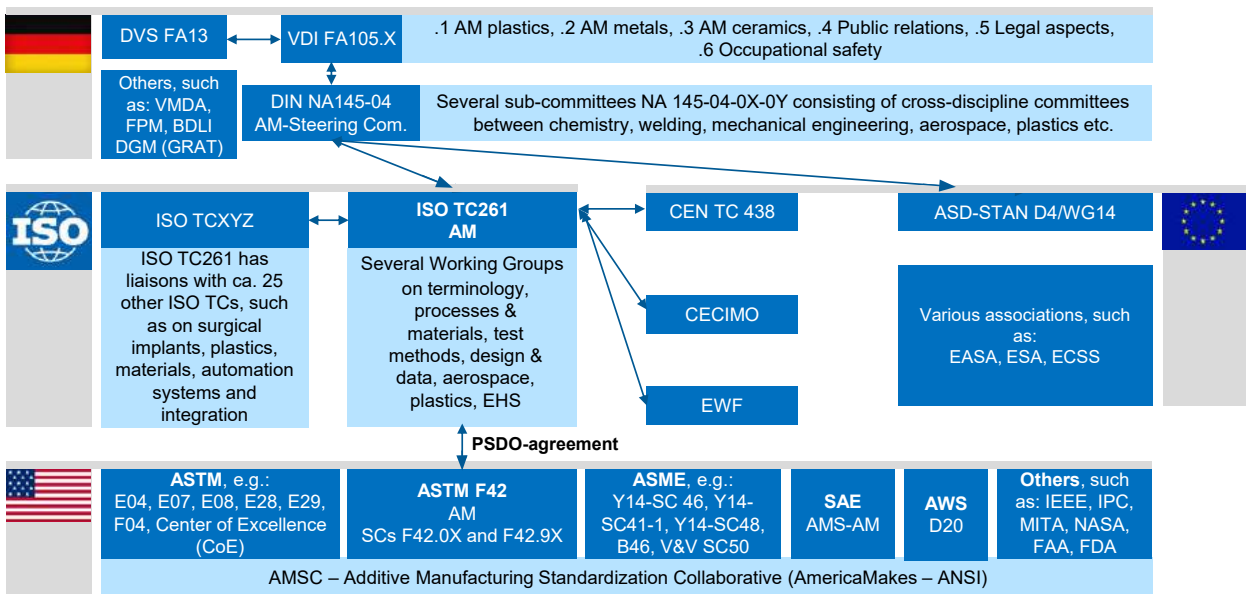 DVS FA13
VDI FA105.X
.1 AM plastics, .2 AM metals, .3 AM ceramics, .4 Public relations, .5 Legal aspects,
.6 Occupational safety
Others, such
as: VMDA,
FPM, BDLI
DGM (GRAT)
DIN NA145-04
AM-Steering Com.
Several sub-committees NA 145-04-0X-0Y consisting of cross-discipline committees
between chemistry, welding, mechanical engineering, aerospace, plastics etc.
ISO
ISO TCXYZ
ISO TC261 has
liaisons with ca. 25
other ISO TCs, such
as on surgical
implants, plastics,
materials, automation
systems and
integration
ISO TC261
AM
Several Working Groups
on terminology,
processes &
materials, test
methods, design &
data, aerospace,
plastics, EHS
CEN TC 438
CECIMO
EWF
ASD-STAN D4/WG14
Various associations, such
as:
EASA, ESA, ECSS
PSDO-agreement
ASTM, e.g.:
E04, E07, E08, E28, E29,
F04, Center of Excellence
(CoE)
ASTM F42
AM
SCs F42.0X and F42.9X
ASME, e.g.:
Y14-SC 46, Y14-
SC41-1, Y14-SC48,
B46, V&V SC50
SAE
AMS-AM
AWS
D20
Others, such
as: IEEE, IPC,
MITA, NASA,
FAA, FDA
AMSC – Additive Manufacturing Standardization Collaborative (AmericaMakes – ANSI)